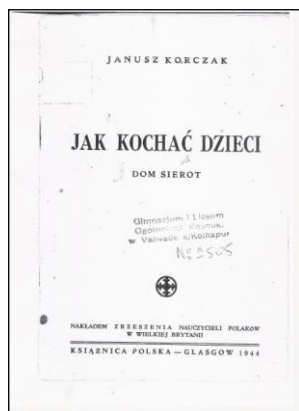 JANUSZ KORCZAK
JAK KOCHAĆ DZIECI
DOM SIEROT
Gimnazjum i Liceum
w Valivade k/Kolhapur
№ 2505
NAKŁADEM ZRZESZENIA NAUCZYCIELI POLAKÓW
W WIELKIEJ BRYTANII
KSIĄŻNICA POLSKA — GLASGOW 1944